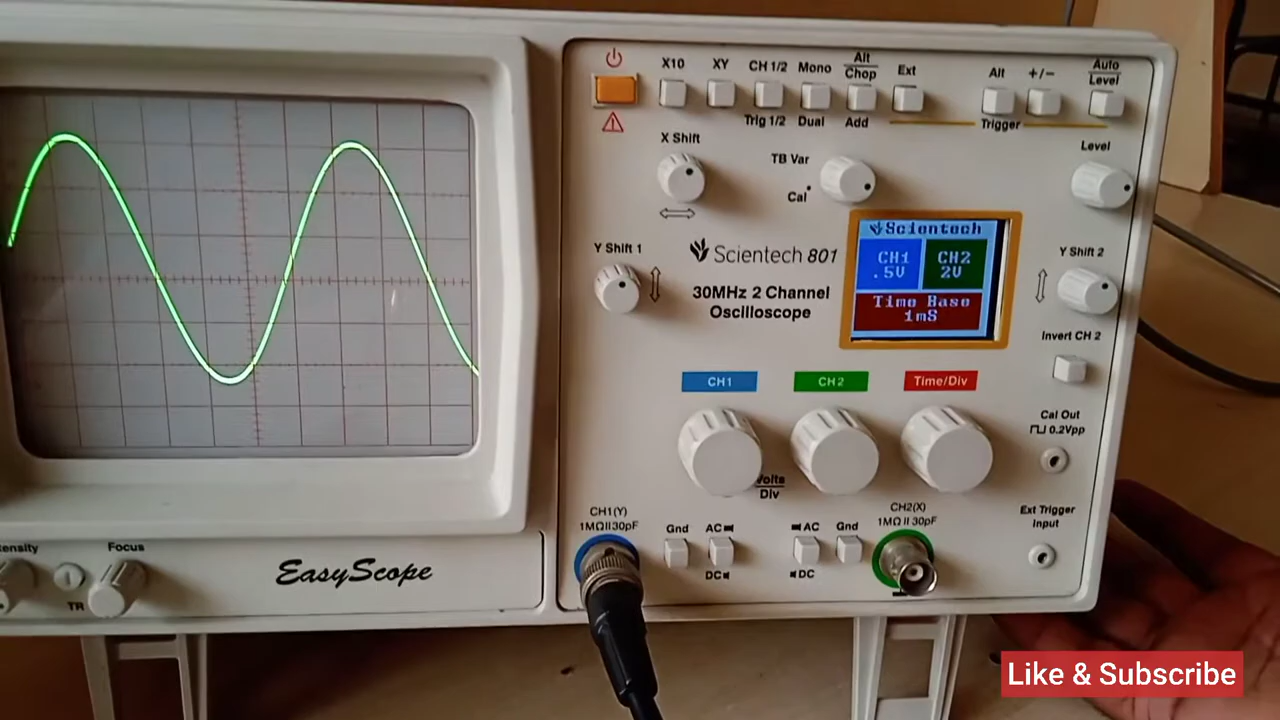 X10
XY
CH 1/2
Mono
Alt
Chop
Ext
Alt
+/-
Auto
Level
Trig 1/2
Dual
Add
Trigger
X Shift
TB Var
Cal
Level
Y Shift 1
Scientech 801
30MHz 2 Channel
Oscilloscope
Scientech
CH1
.5V
CH2
2V
Time Base
1mS
Y Shift 2
Invert CH 2
CH1
CH2
Time/Div
Volts
Div
Cal Out
0.2Vpp
CH1(Y)
1MΩII30pF
Gnd
AC
DC
AC
DC
Gnd
CH2(X)
1MΩ II 30pF
Ext Trigger
Input
tensity
Focus
TR
EasyScope
Like & Subscribe